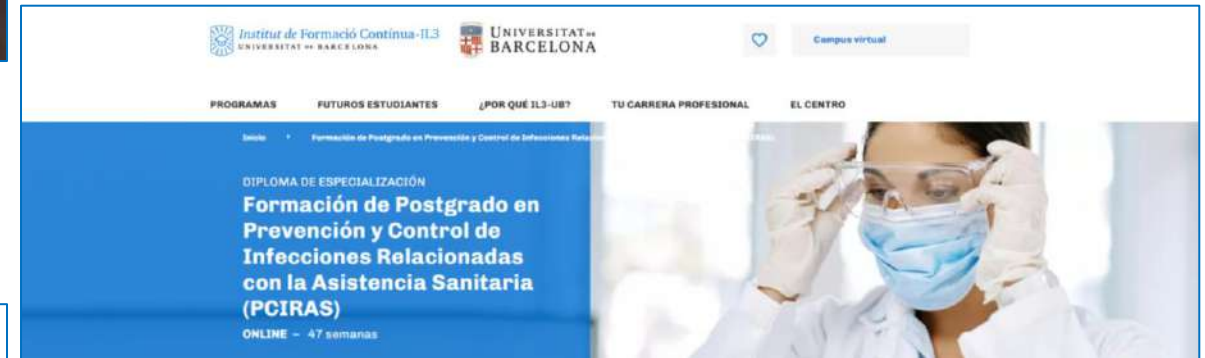 Institut de Formació Contínua-IL3
UNIVERSITAT DE BARCELONA
UNIVERSITAT DE
BARCELONA
Campus virtual
PROGRAMAS FUTUROS ESTUDIANTES ¿POR QUÉ IL3-UB? TU CARRERA PROFESIONAL EL CENTRO
Inicio Formación de Postgrado en Prevención y Control de Infecciones
DIPLOMA DE ESPECIALIZACIÓN
Formación de Postgrado en
Prevención y Control de
Infecciones Relacionadas
con la Asistencia Sanitaria
(PCIRAS)
ONLINE – 47 semanas